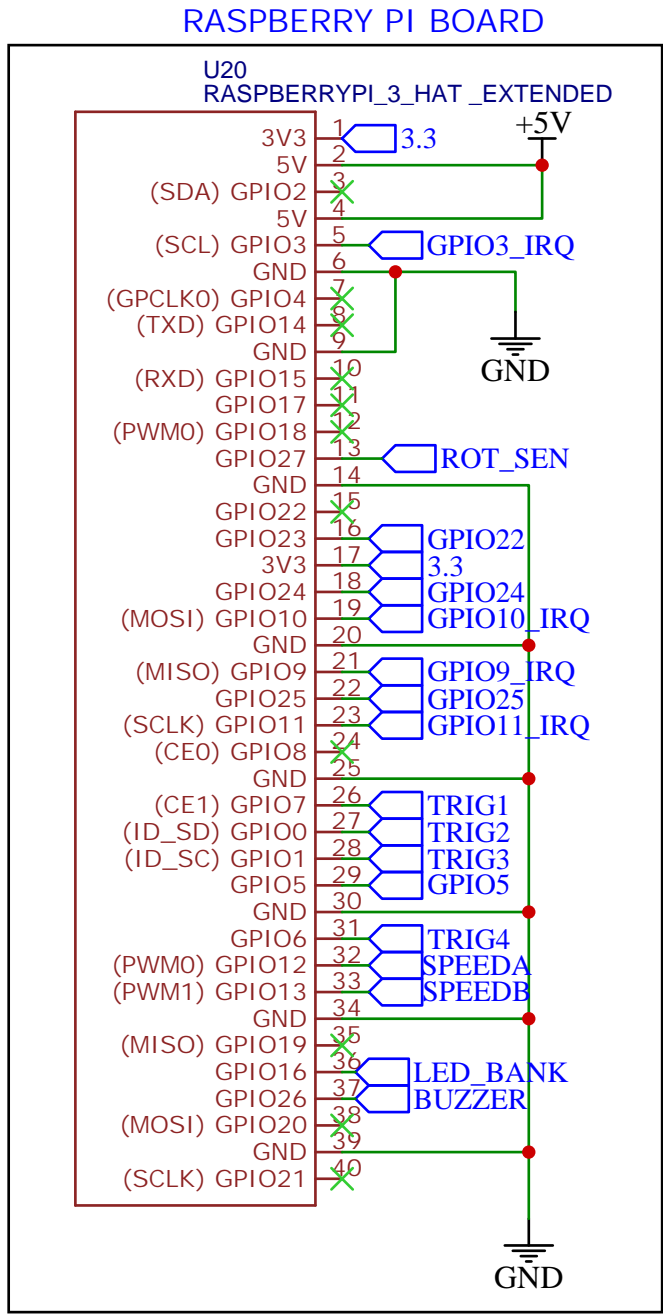 RASPBERRY PI BOARD
U20
RASPBERRYPI_3_HAT _EXTENDED
+5V
3V3 1 3.3
5V 2
(SDA) GPIO2 3
5V 4
(SCL) GPIO3 5 GPIO3_IRQ
GND 6
(GPCLK0) GPIO4 7
(TXD) GPIO14 8
GND 9
GND
(RXD) GPIO15 10
GPIO17 11
(PWM0) GPIO18 12
GPIO27 13 ROT_SEN
GND 14
GPIO22 15
GPIO23 16 GPIO22
3V3 17 3.3
GPIO24 18 GPIO24
(MOSI) GPIO10 19 GPIO10_IRQ
GND 20
(MISO) GPIO9 21 GPIO9_IRQ
GPIO25 22 GPIO25
(SCLK) GPIO11 23 GPIO11_IRQ
(CE0) GPIO8 24
GND 25
(CE1) GPIO7 26 TRIG1
(ID_SD) GPIO0 27 TRIG2
(ID_SC) GPIO1 28 TRIG3
GPIO5 29 GPIO5
GND 30
GPIO6 31 TRIG4
(PWM0) GPIO12 32 SPEEDA
(PWM1) GPIO13 33 SPEEDB
GND 34
(MISO) GPIO19 35
GPIO16 36 LED_BANK
GPIO26 37 BUZZER
(MOSI) GPIO20 38
GND 39
(SCLK) GPIO21 40
GND